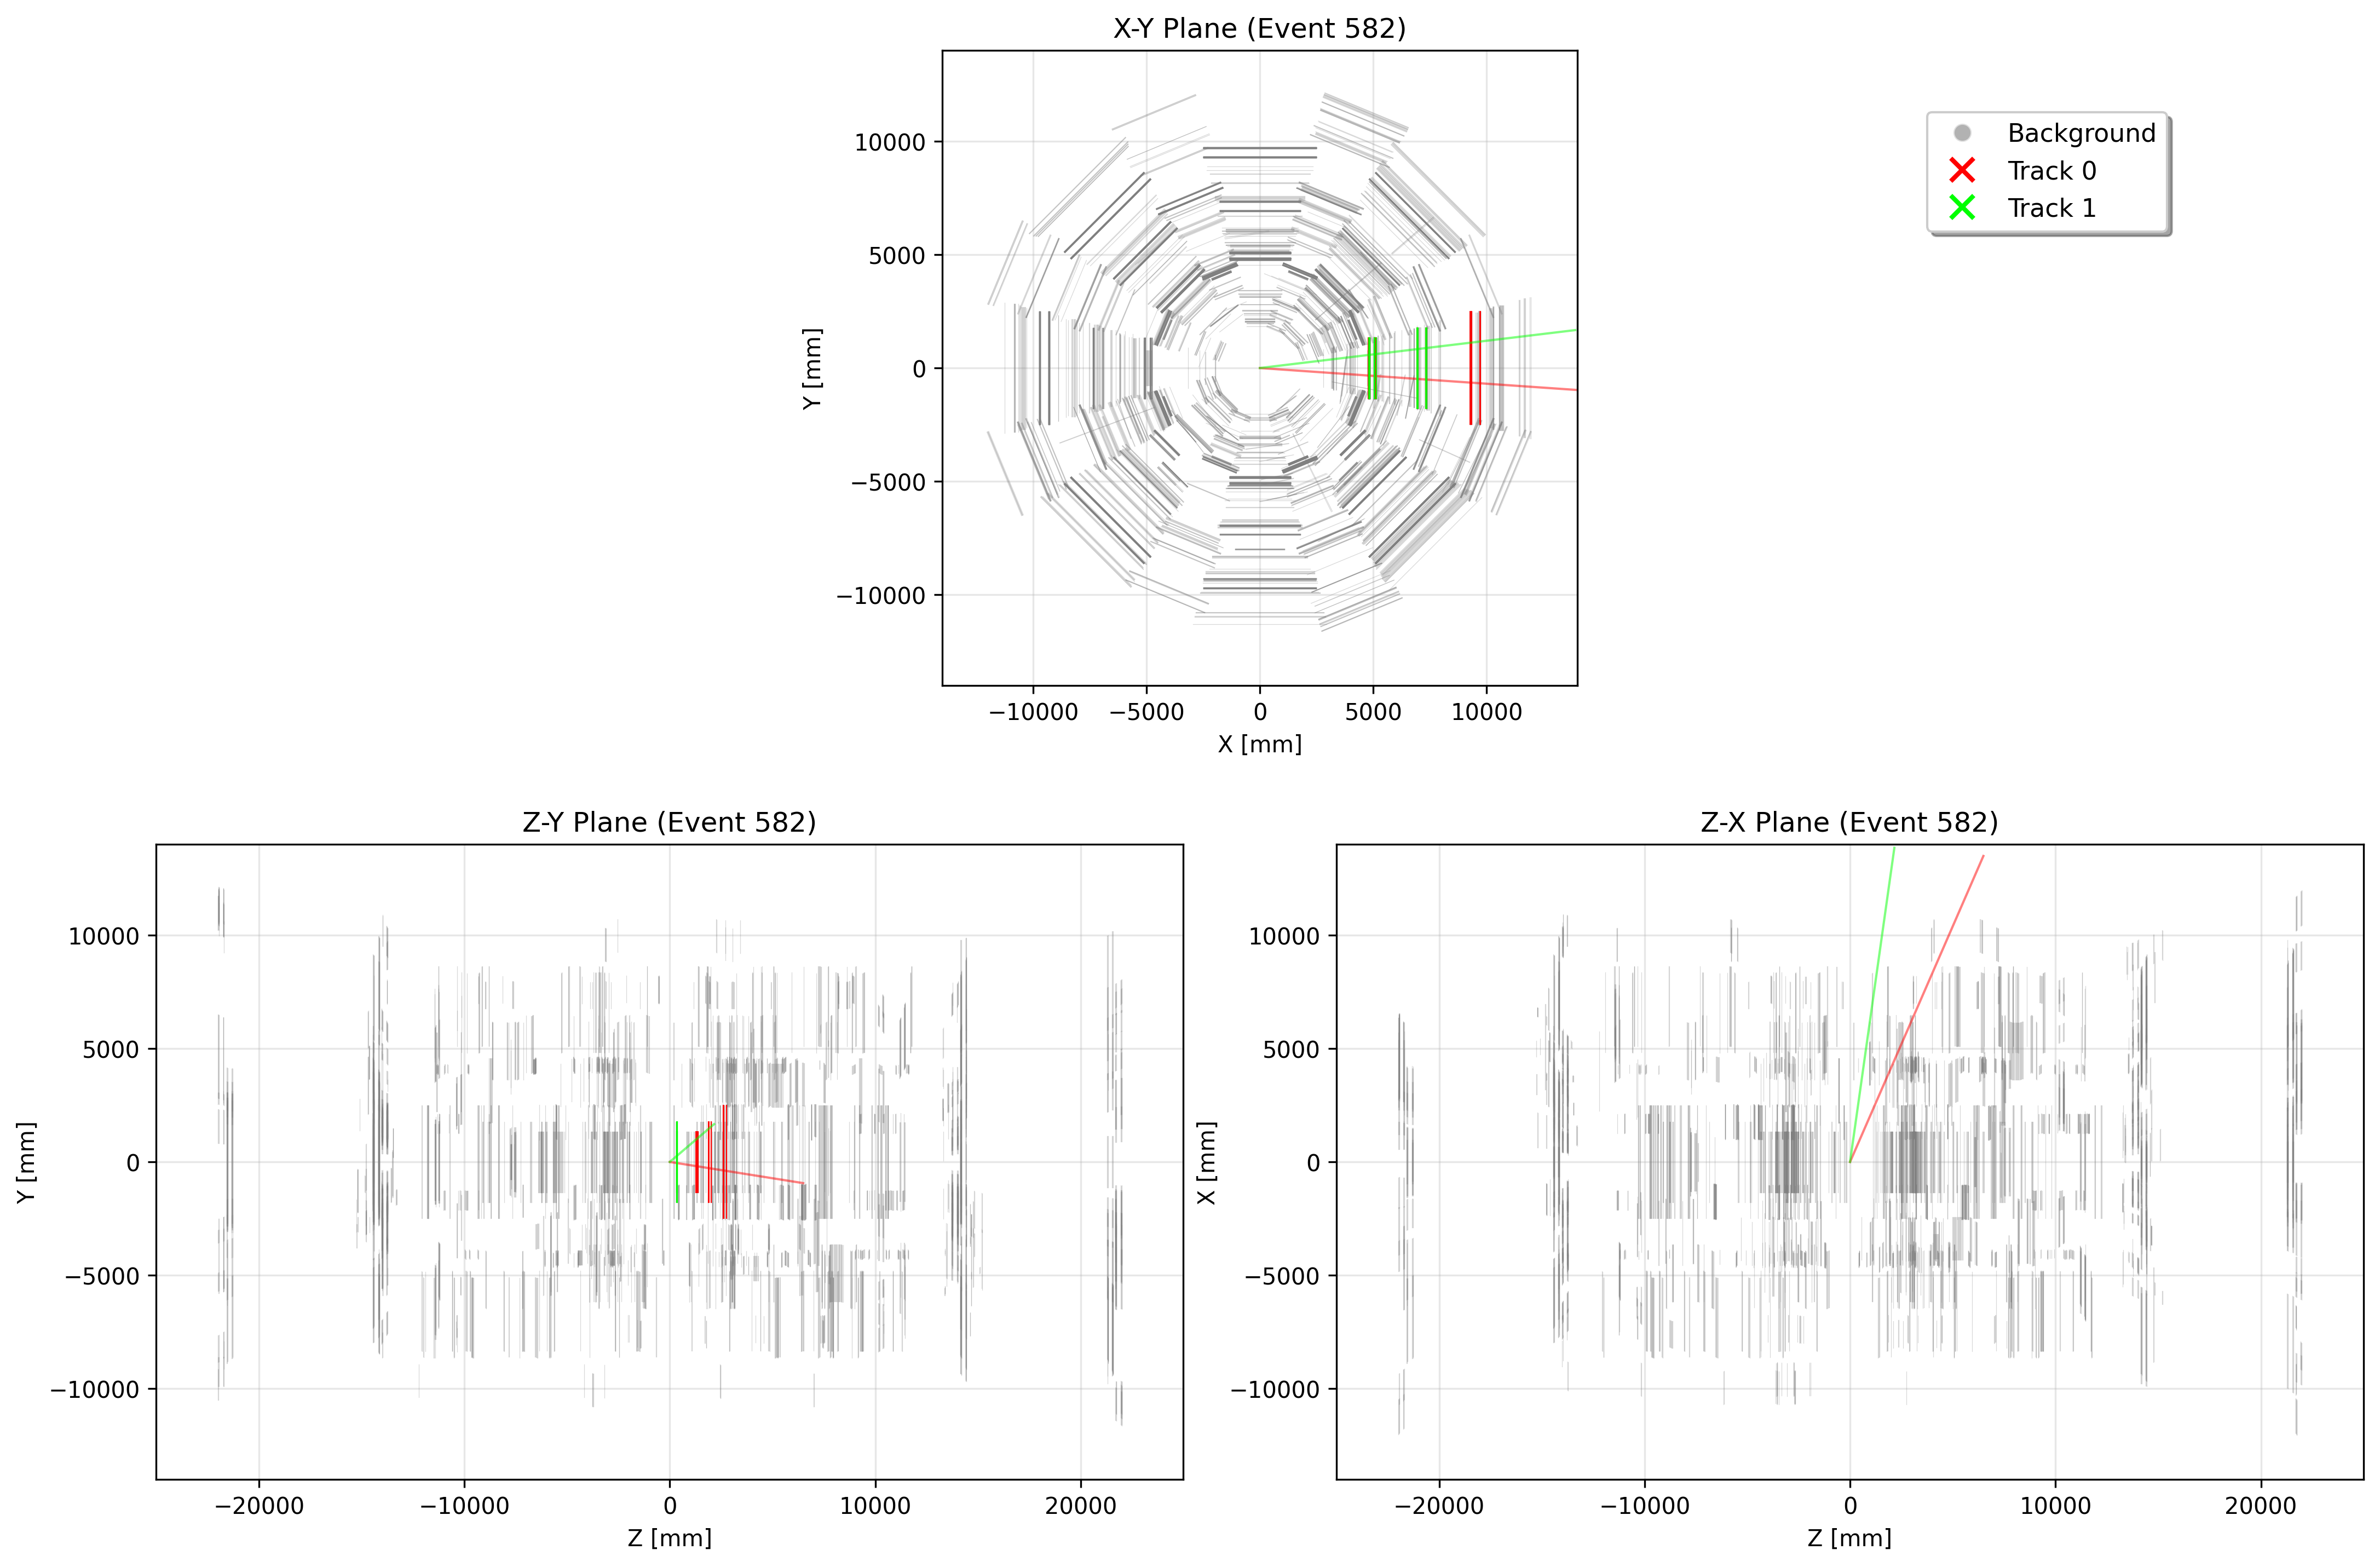 X-Y Plane (Event 582)
Background
Track 0
Track 1
10000
5000
0
−5000
−10000
Y [mm]
−10000 −5000 0 5000 10000
X [mm]
Z-Y Plane (Event 582)
10000
5000
0
−5000
−10000
Y [mm]
−20000 −10000 0 10000 20000
Z [mm]
Z-X Plane (Event 582)
10000
5000
0
−5000
−10000
X [mm]
−20000 −10000 0 10000 20000
Z [mm]